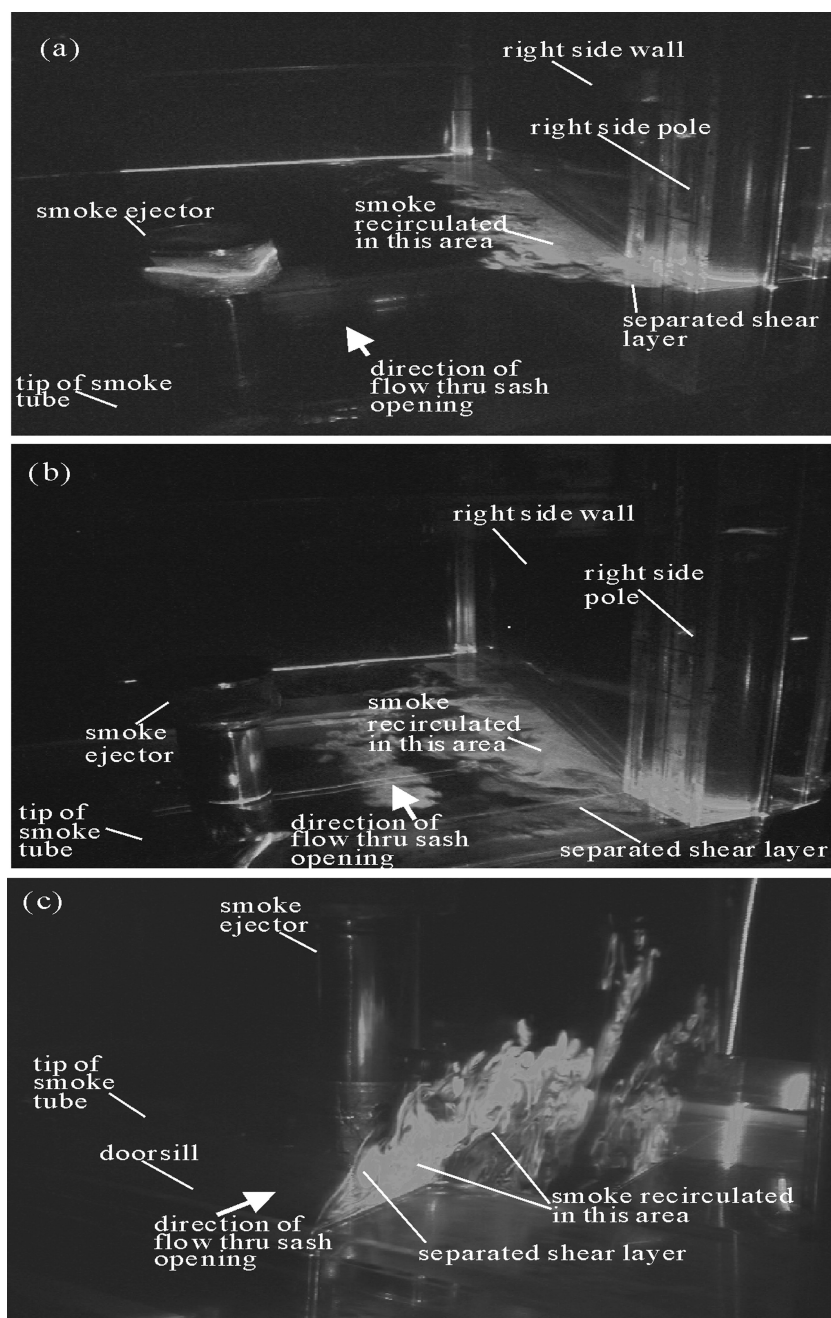 (a)
right side wall
right side pole
smoke ejector
smoke
recirculated
in this area
separated shear
layer
direction of
flow thru sash
opening
tip of smoke
tube
(b)
right side wall
right side
pole
smoke
ejector
smoke
recirculated
in this area
tip of
smoke
tube
direction of
flow thru sash
opening
separated shear layer
(c)
smoke
ejector
tip of
smoke
tube
doorsill
direction of
flow thru sash
opening
smoke recirculated
in this area
separated shear layer